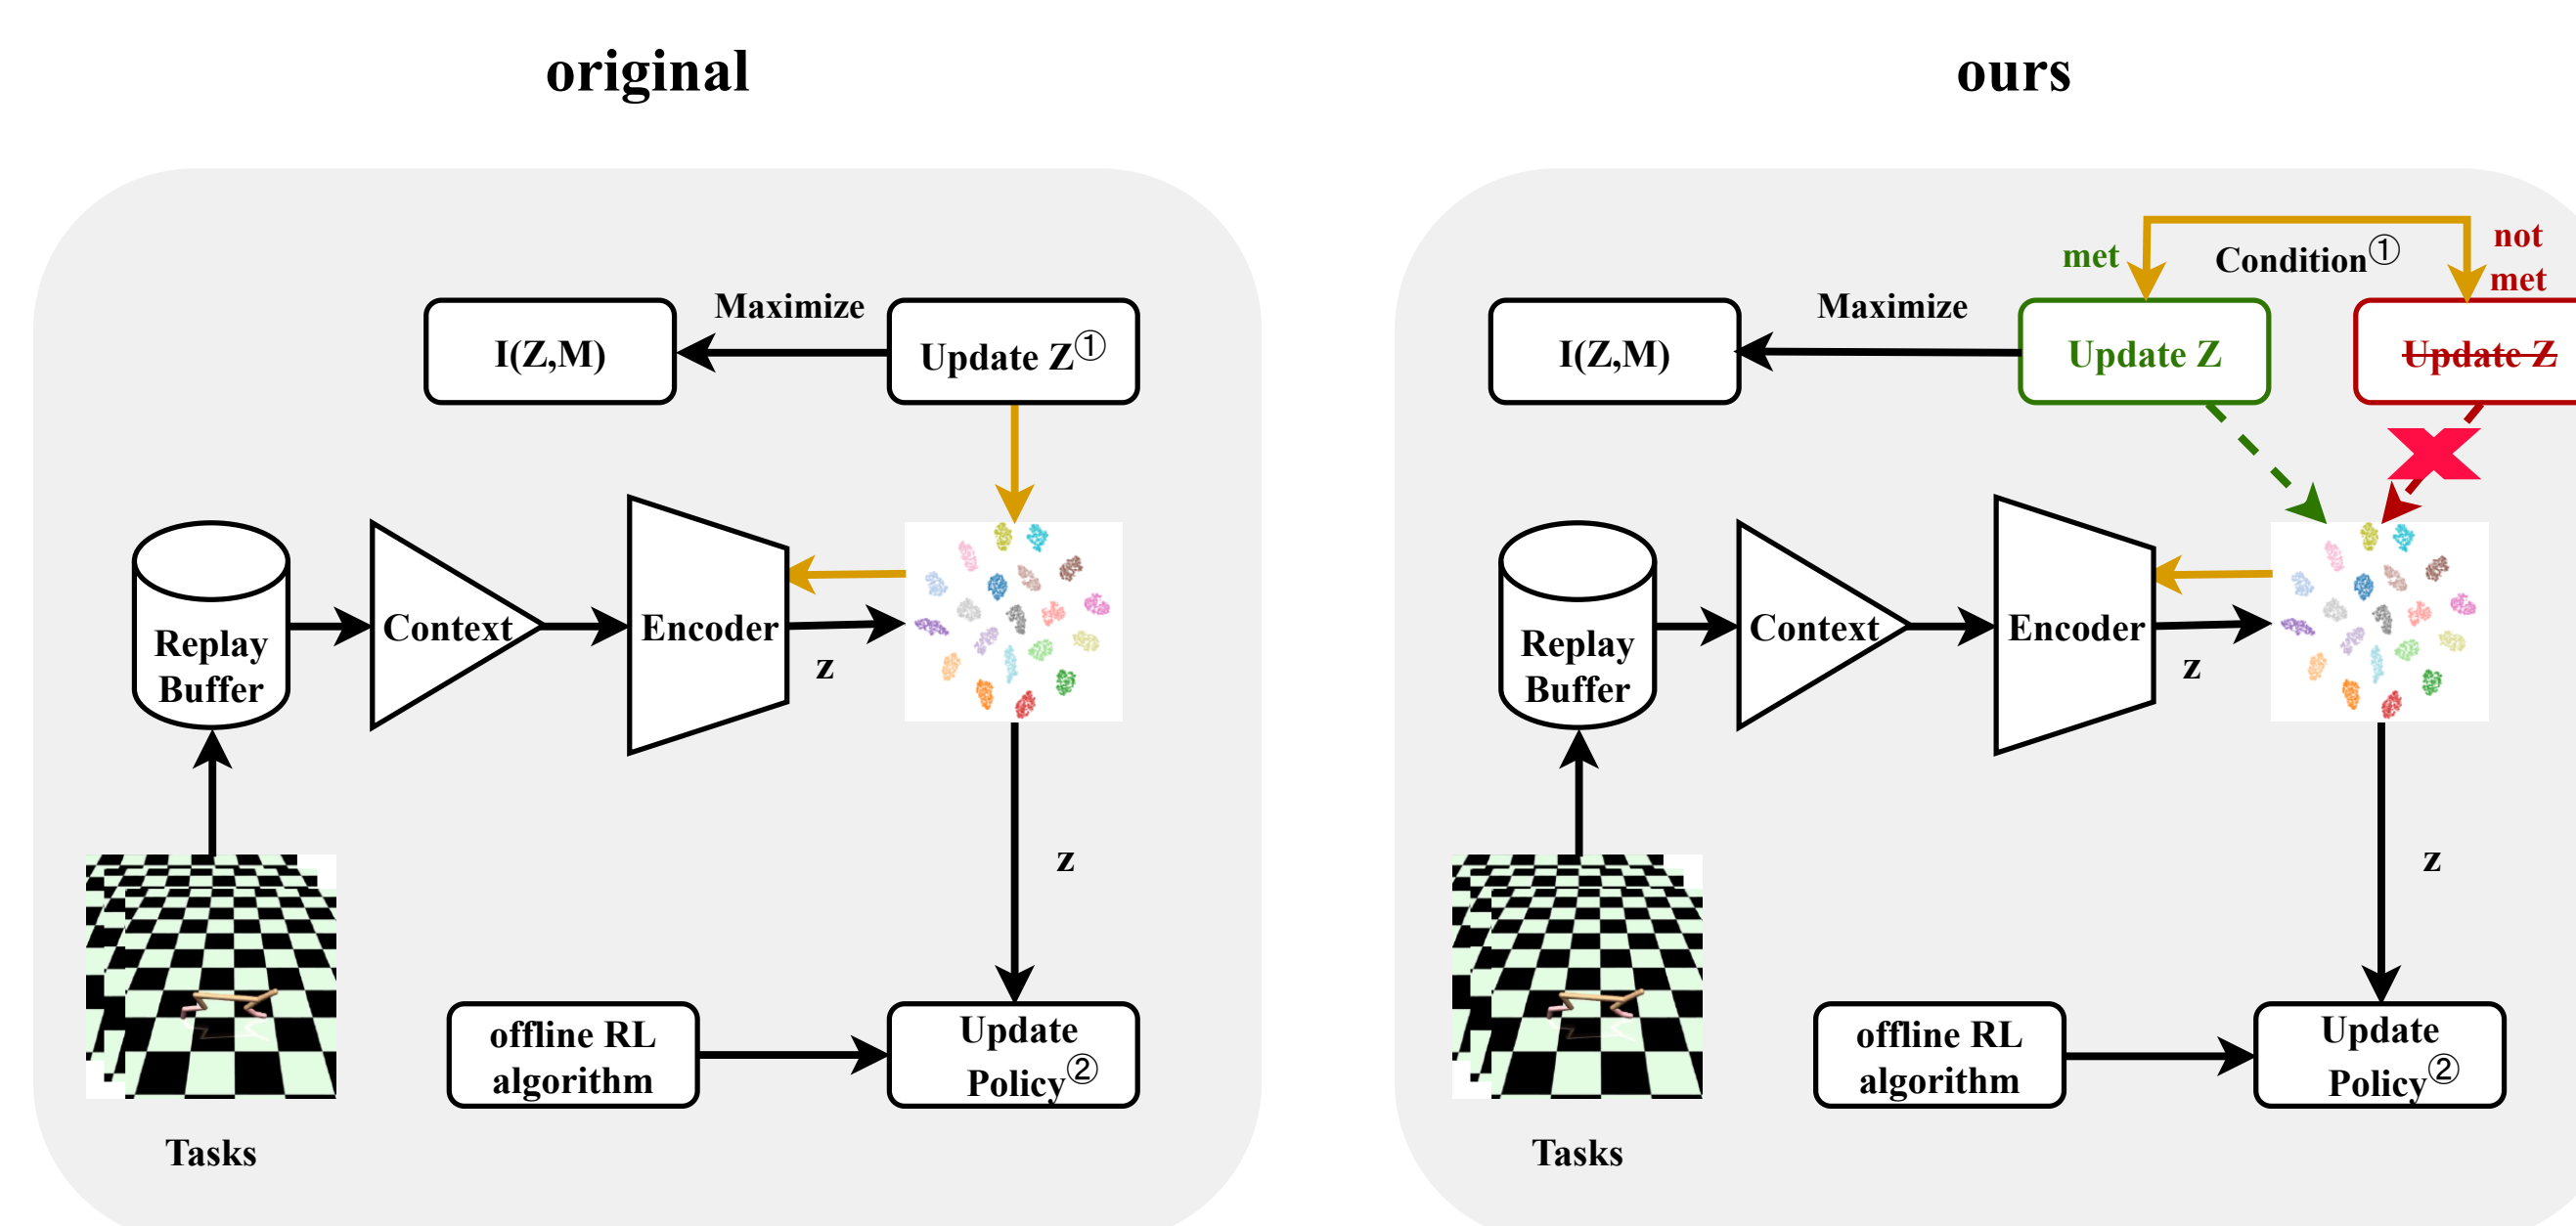 original
Maximize
I(Z,M)
Update Z①
Replay
Buffer
Context
Encoder
z
z
offline RL
algorithm
Update
Policy②
Tasks
ours
met
Condition①
not
met
Maximize
I(Z,M)
Update Z
Update Z
Replay
Buffer
Context
Encoder
z
z
offline RL
algorithm
Update
Policy②
Tasks